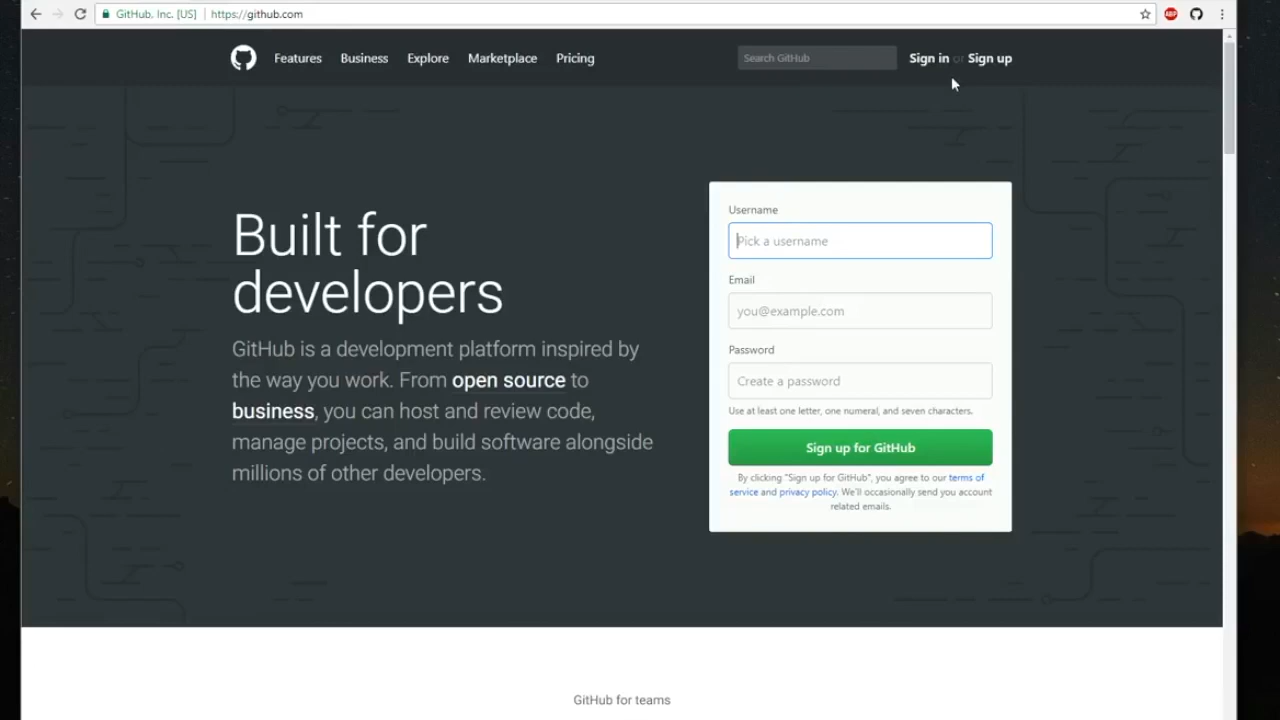 GitHub, Inc. [US] https://github.com
ABP
Features Business Explore Marketplace Pricing Search GitHub Sign in or Sign up
Built for
developers
GitHub is a development platform inspired by
the way you work. From open source to
business, you can host and review code,
manage projects, and build software alongside
millions of other developers.
Username
Pick a username
Email
you@example.com
Password
Create a password
Use at least one letter, one numeral, and seven characters.
Sign up for GitHub
By clicking "Sign up for GitHub", you agree to our terms of
service and privacy policy. We'll occasionally send you account
related emails.
GitHub for teams